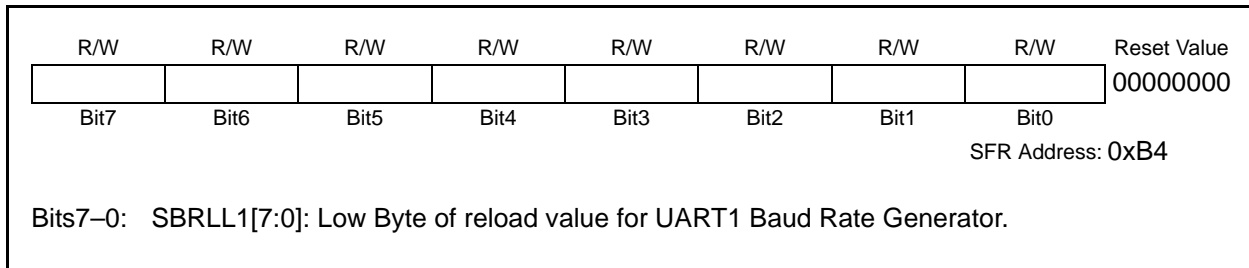 R/W R/W R/W R/W R/W R/W R/W R/W Reset Value
00000000
Bit7 Bit6 Bit5 Bit4 Bit3 Bit2 Bit1 Bit0
SFR Address: 0xB4
Bits7–0: SBRLL1[7:0]: Low Byte of reload value for UART1 Baud Rate Generator.